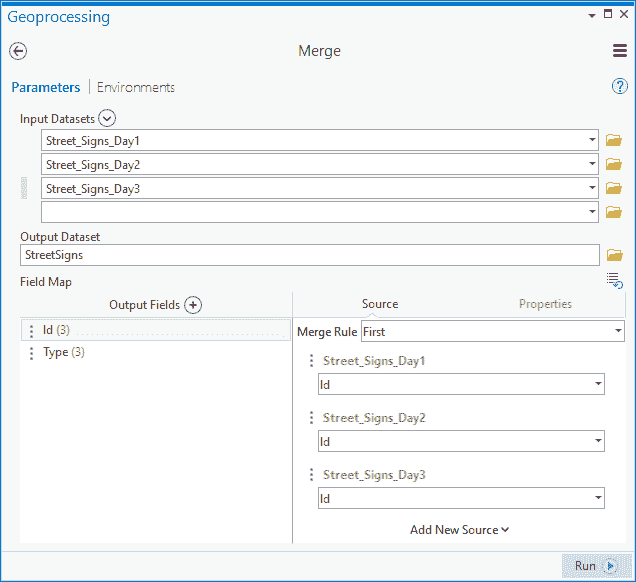 Geoprocessing
Merge
Parameters Environments
Input Datasets
Street_Signs_Day1
Street_Signs_Day2
Street_Signs_Day3
Output Dataset
StreetSigns
Field Map
Output Fields Source Properties
Id (3) Merge Rule First
Type (3)
Street_Signs_Day1
Id
Street_Signs_Day2
Id
Street_Signs_Day3
Id
Add New Source
Run